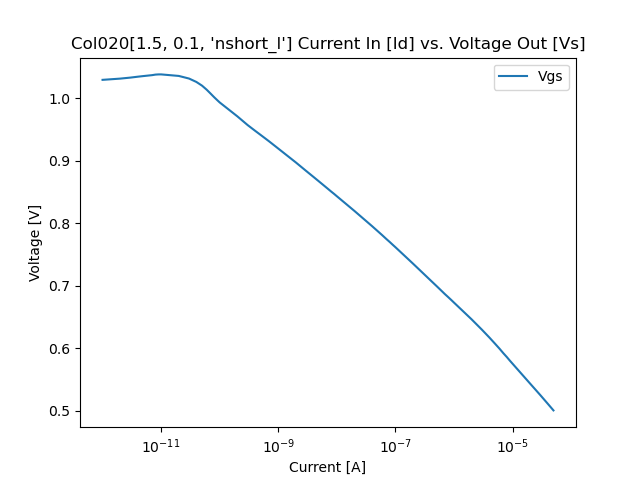 Col020[1.5, 0.1, 'nshort_l'] Current In [Id] vs. Voltage Out [Vs]
Vgs
1.0
0.9
0.8
0.7
0.6
0.5
Voltage [V]
10⁻¹¹ 10⁻⁹ 10⁻⁷ 10⁻⁵
Current [A]